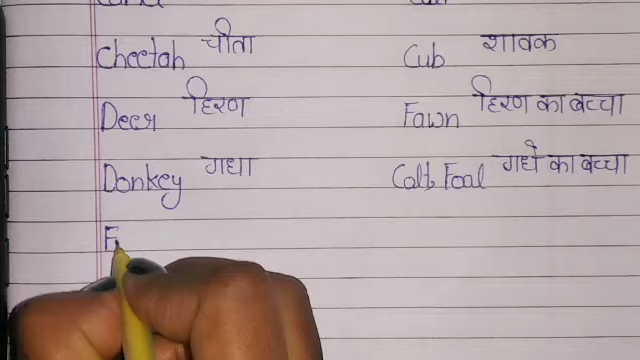 Cheetah चीता Cub शावक
Deer हिरण Fawn हिरण का बच्चा
Donkey गधा Colt, Foal गधे का बच्चा
F